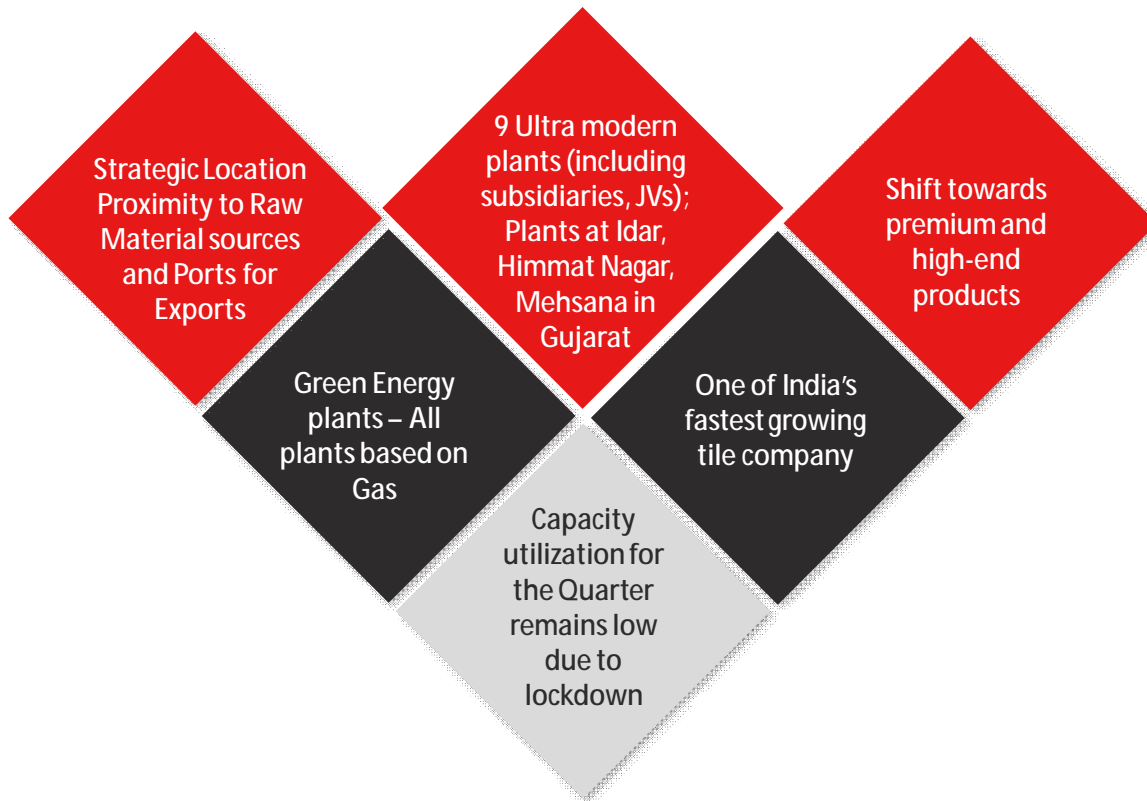 Strategic Location
Proximity to Raw
Material sources
and Ports for
Exports
9 Ultra modern
plants (including
subsidiaries, JVs);
Plants at Idar,
Himmat Nagar,
Mehsana in
Gujarat
Shift towards
premium and
high-end
products
Green Energy
plants – All
plants based on
Gas
One of India's
fastest growing
tile company
Capacity
utilization for
the Quarter
remains low
due to
lockdown